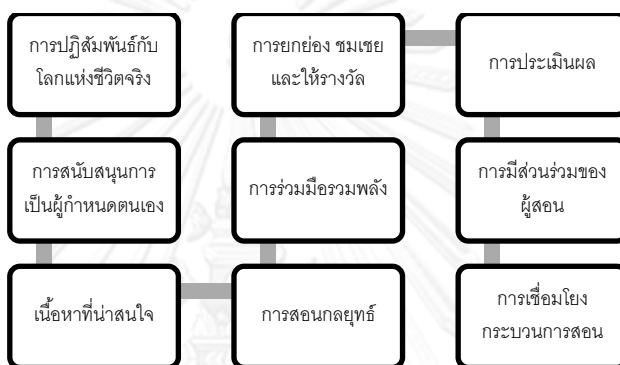 การปฏิสัมพันธ์กับ
โลกแห่งชีวิตจริง
การยกย่อง ชมเชย
และให้รางวัล
การประเมินผล
การสนับสนุนการ
เป็นผู้กำหนดตนเอง
การร่วมมือรวมพลัง
การมีส่วนร่วมของ
ผู้สอน
เนื้อหาที่น่าสนใจ
การสอนกลยุทธ์
การเชื่อมโยง
กระบวนการสอน